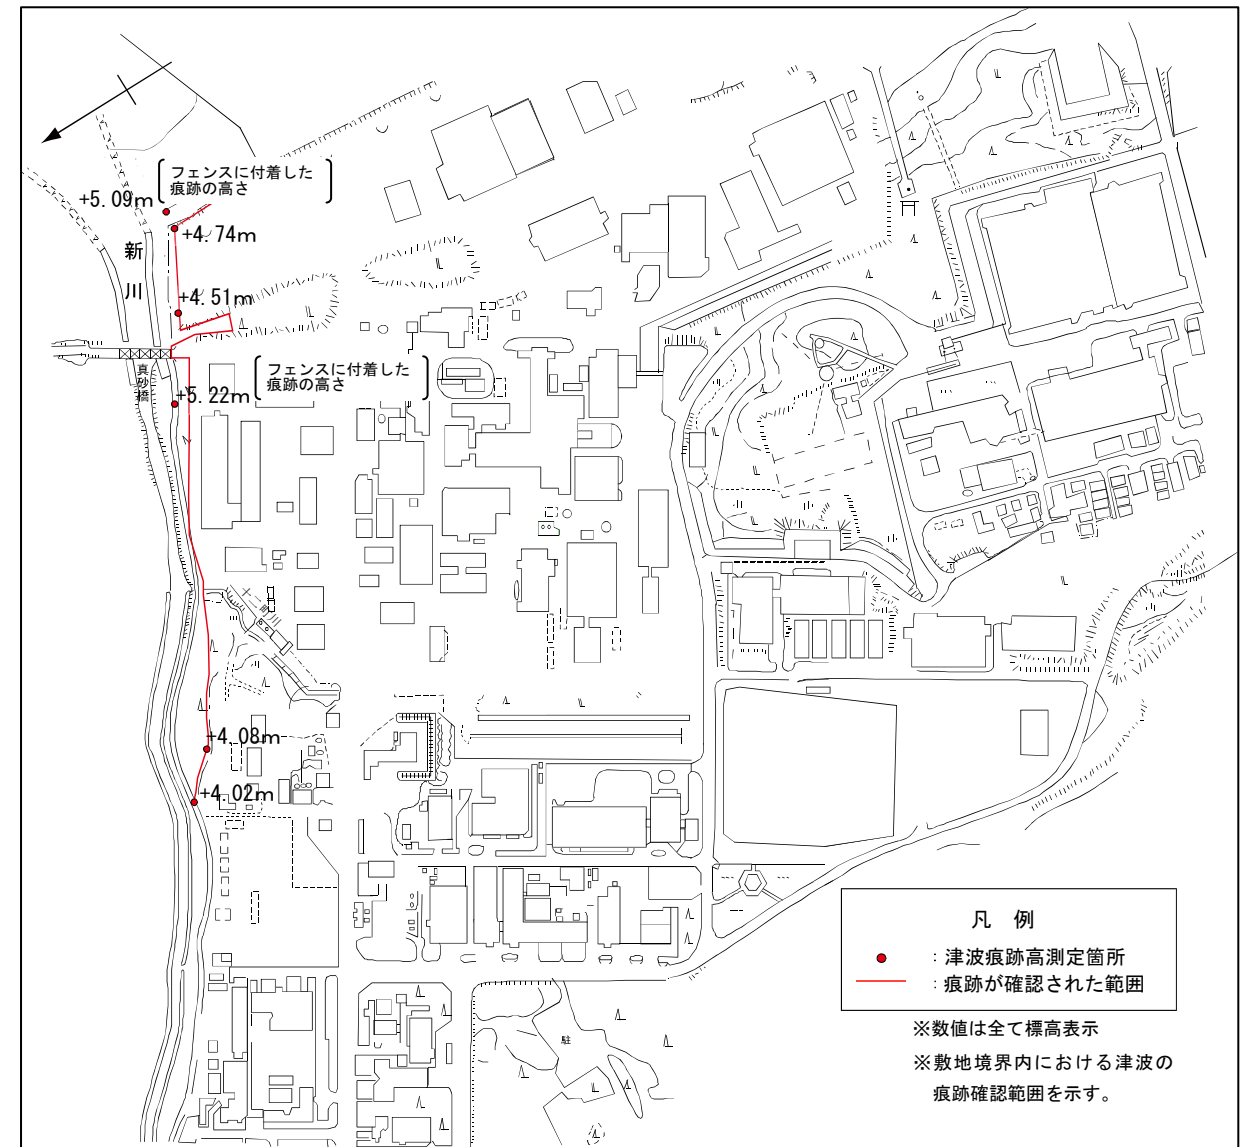 フェンスに付着した
痕跡の高さ
+5.09m
+4.74m
新
川
+4.51m
真砂橋
フェンスに付着した
痕跡の高さ
+5.22m
+4.08m
+4.02m
駐
凡 例
：津波痕跡高測定箇所
：痕跡が確認された範囲
※数値は全て標高表示
※敷地境界内における津波の
痕跡確認範囲を示す。